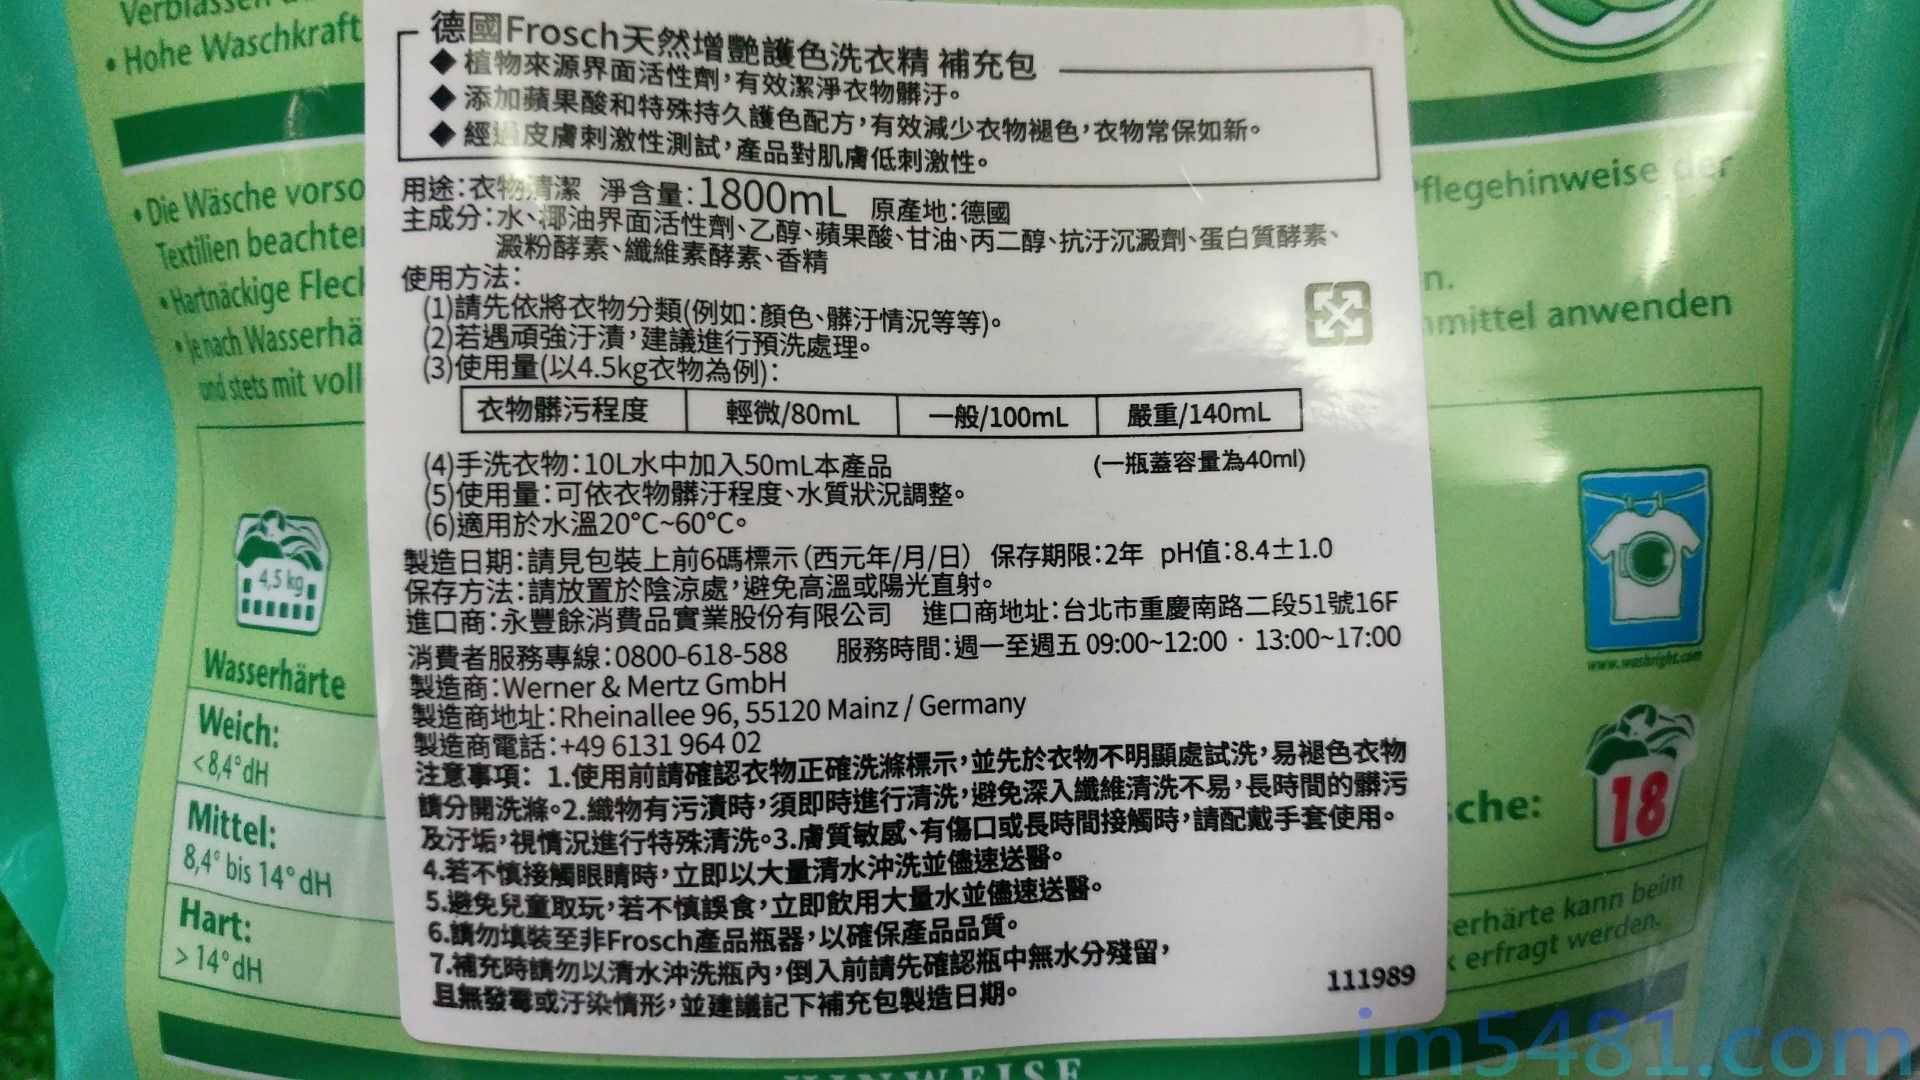 • Hohe Waschkraft
德國Frosch天然增艷護色洗衣精 補充包
◆植物來源界面活性劑，有效潔淨衣物髒汙。
◆添加蘋果酸和特殊持久護色配方，有效減少衣物褪色，衣物常保如新。
◆經過皮膚刺激性測試，產品對肌膚低刺激性。
用途：衣物清潔 淨含量：1800mL 原產地：德國
主成分：水、椰油界面活性劑、乙醇、蘋果酸、甘油、丙二醇、抗汙沉澱劑、蛋白質酵素、
澱粉酵素、纖維素酵素、香精
使用方法：
(1)請先依將衣物分類(例如：顏色、髒汙情況等等)。
(2)若遇頑強汙漬，建議進行預洗處理。
(3)使用量(以4.5kg衣物為例)：
衣物髒污程度 輕微/80mL 一般/100mL 嚴重/140mL
(4)手洗衣物：10L水中加入50mL本產品 (一瓶蓋容量為40ml)
(5)使用量：可依衣物髒汙程度、水質狀況調整。
(6)適用於水溫20°C~60°C。
製造日期：請見包裝上前6碼標示（西元年/月/日） 保存期限：2年 pH值：8.4±1.0
保存方法：請放置於陰涼處，避免高溫或陽光直射。
進口商：永豐餘消費品實業股份有限公司 進口商地址：台北市重慶南路二段51號16F
消費者服務專線：0800-618-588 服務時間：週一至週五 09:00~12:00 · 13:00~17:00
製造商：Werner & Mertz GmbH
製造商地址：Rheinallee 96, 55120 Mainz / Germany
製造商電話：+49 6131 964 02
注意事項： 1.使用前請確認衣物正確洗滌標示，並先於衣物不明顯處試洗，易褪色衣物
請分開洗滌。2.織物有污漬時，須即時進行清洗，避免深入纖維清洗不易，長時間的髒污
及汙垢，視情況進行特殊清洗。3.膚質敏感、有傷口或長時間接觸時，請配戴手套使用。
4.若不慎接觸眼睛時，立即以大量清水沖洗並儘速送醫。
5.避免兒童取玩，若不慎誤食，立即飲用大量水並儘速送醫。
6.請勿填裝至非Frosch產品瓶器，以確保產品品質。
7.補充時請勿以清水沖洗瓶內，倒入前請先確認瓶中無水分殘留，
且無發霉或汙染情形，並建議記下補充包製造日期。
111989
• Die Wäsche vorso
Textilien beachte
• Hartnäckige Flec
• Je nach Wasserhä
und stets mit voll
4,5 kg
Wasserhärte
Weich:
<8,4°dH
Mittel:
8,4° bis 14°dH
Hart:
>14°dH
flegehinweise der
n.
mittel anwenden
www.washright.com
sche:
18
erhärte kann beim
erfragt werden.
HINWEISE
im5481.com